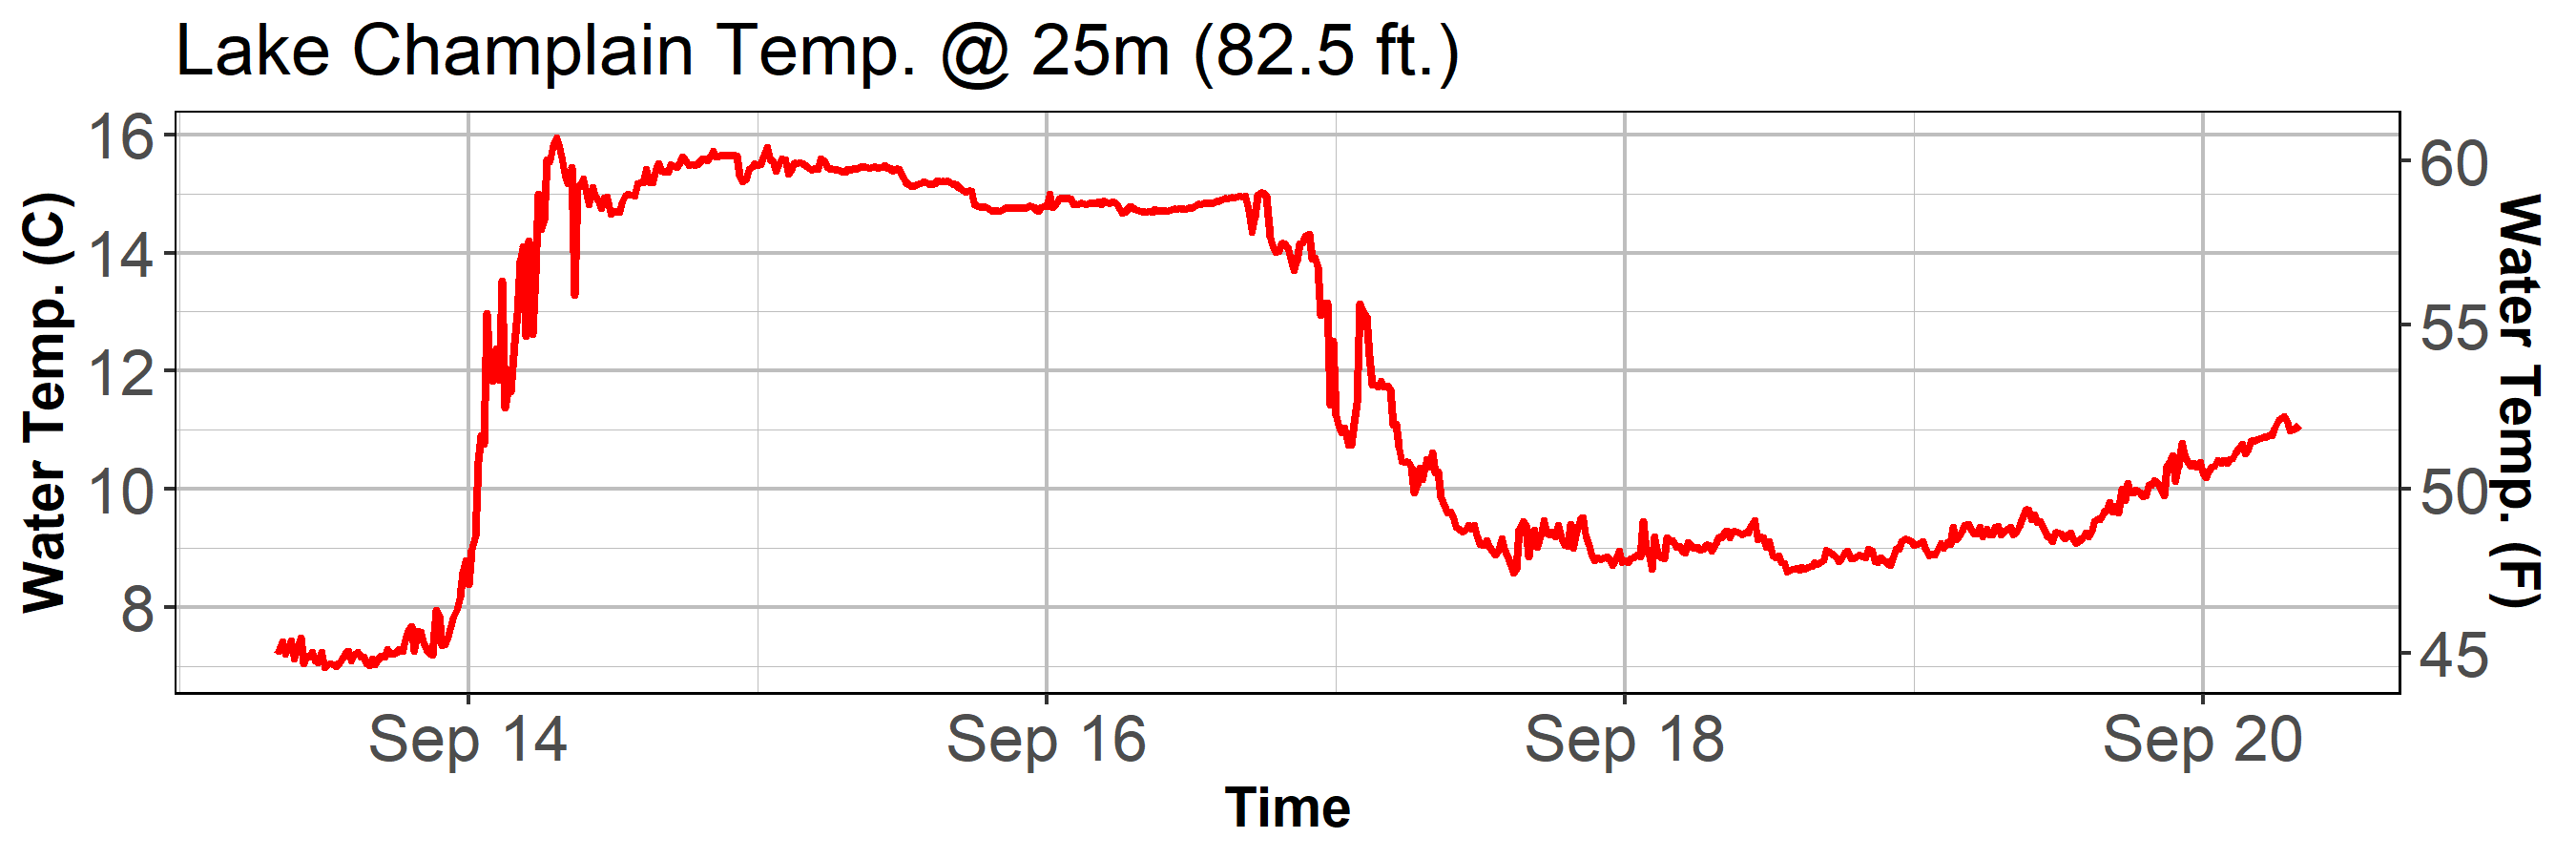 Lake Champlain Temp. @ 25m (82.5 ft.)
Water Temp. (C)
16
14
12
10
8
60
55
50
45
Water Temp. (F)
Sep 14 Sep 16 Sep 18 Sep 20
Time